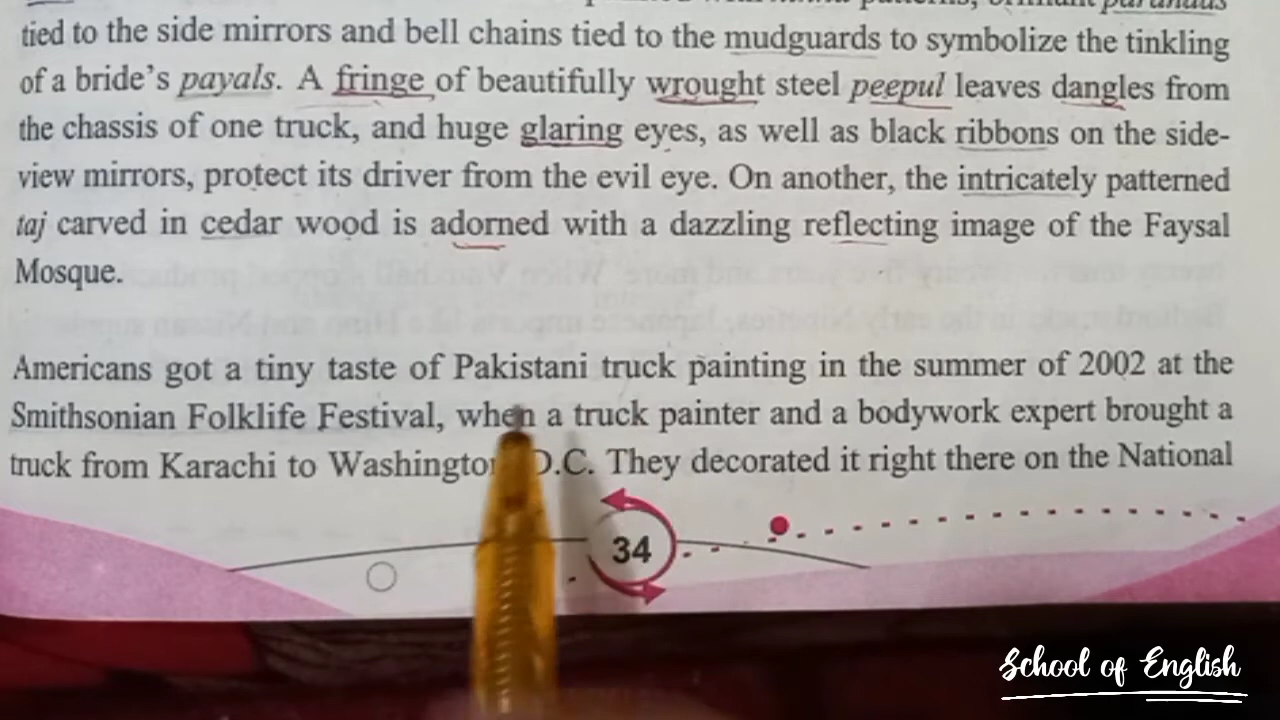 tied to the side mirrors and bell chains tied to the mudguards to symbolize the tinkling
of a bride's payals. A fringe of beautifully wrought steel peepul leaves dangles from
the chassis of one truck, and huge glaring eyes, as well as black ribbons on the side-
view mirrors, protect its driver from the evil eye. On another, the intricately patterned
taj carved in cedar wood is adorned with a dazzling reflecting image of the Faysal
Mosque.
Americans got a tiny taste of Pakistani truck painting in the summer of 2002 at the
Smithsonian Folklife Festival, when a truck painter and a bodywork expert brought a
truck from Karachi to Washington D.C. They decorated it right there on the National
34
School of English